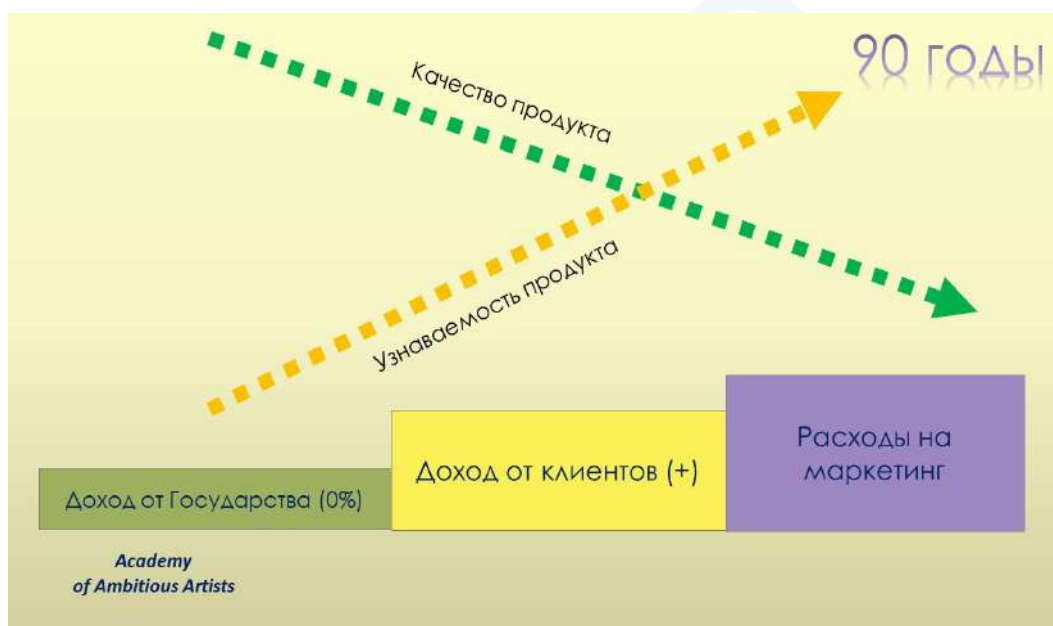 90 годы
Качество продукта
Узнаваемость продукта
Доход от Государства (0%)
Доход от клиентов (+)
Расходы на
маркетинг
Academy
of Ambitious Artists